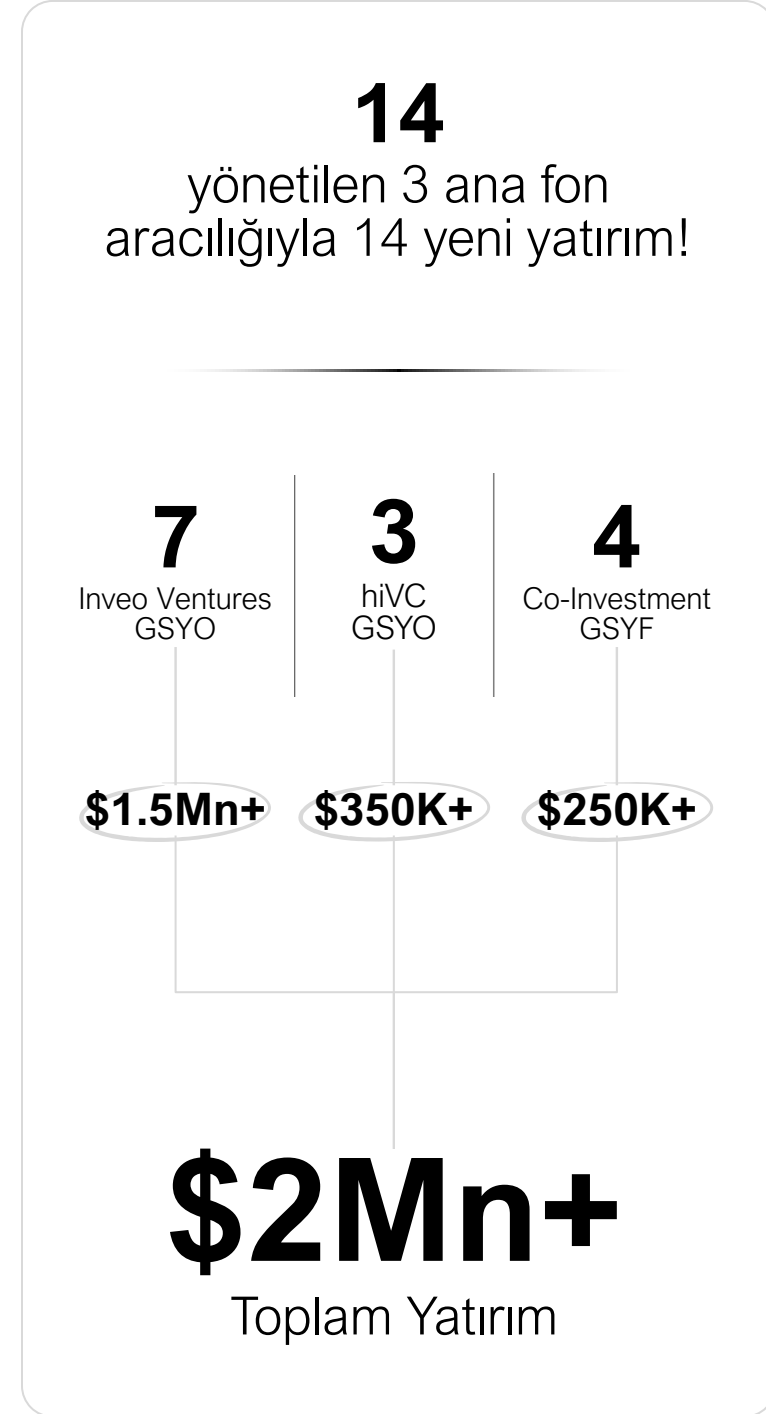 14
yönetilen 3 ana fon
aracılığıyla 14 yeni yatırım!
7
Inveo Ventures
GSYO
3
hiVC
GSYO
4
Co-Investment
GSYF
$1.5Mn+
$350K+
$250K+
$2Mn+
Toplam Yatırım